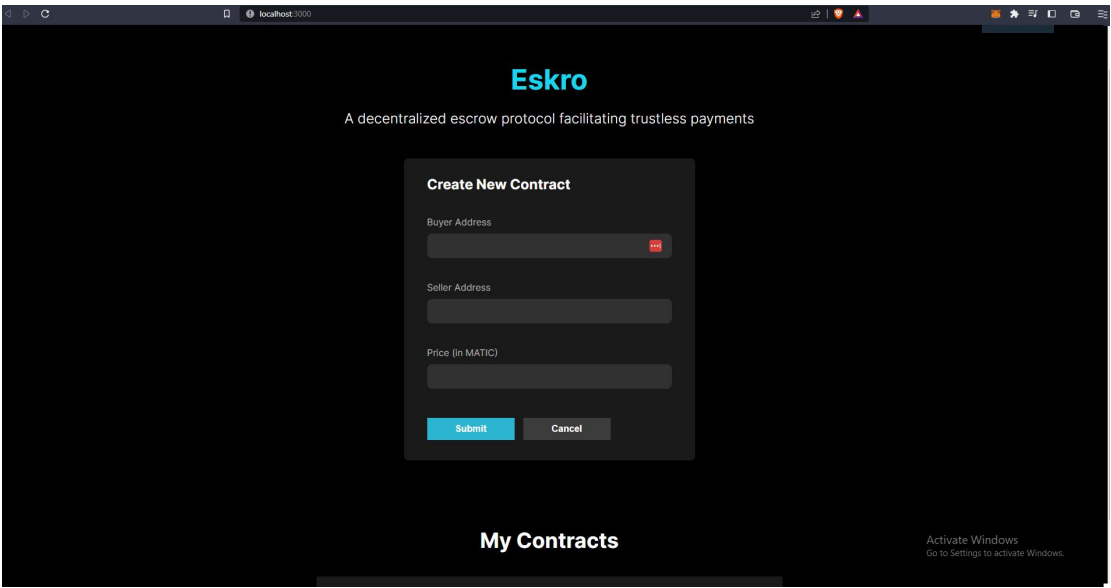 localhost:3000
Eskro
A decentralized escrow protocol facilitating trustless payments
Create New Contract
Buyer Address
Seller Address
Price (in MATIC)
Submit
Cancel
My Contracts
Activate Windows
Go to Settings to activate Windows.